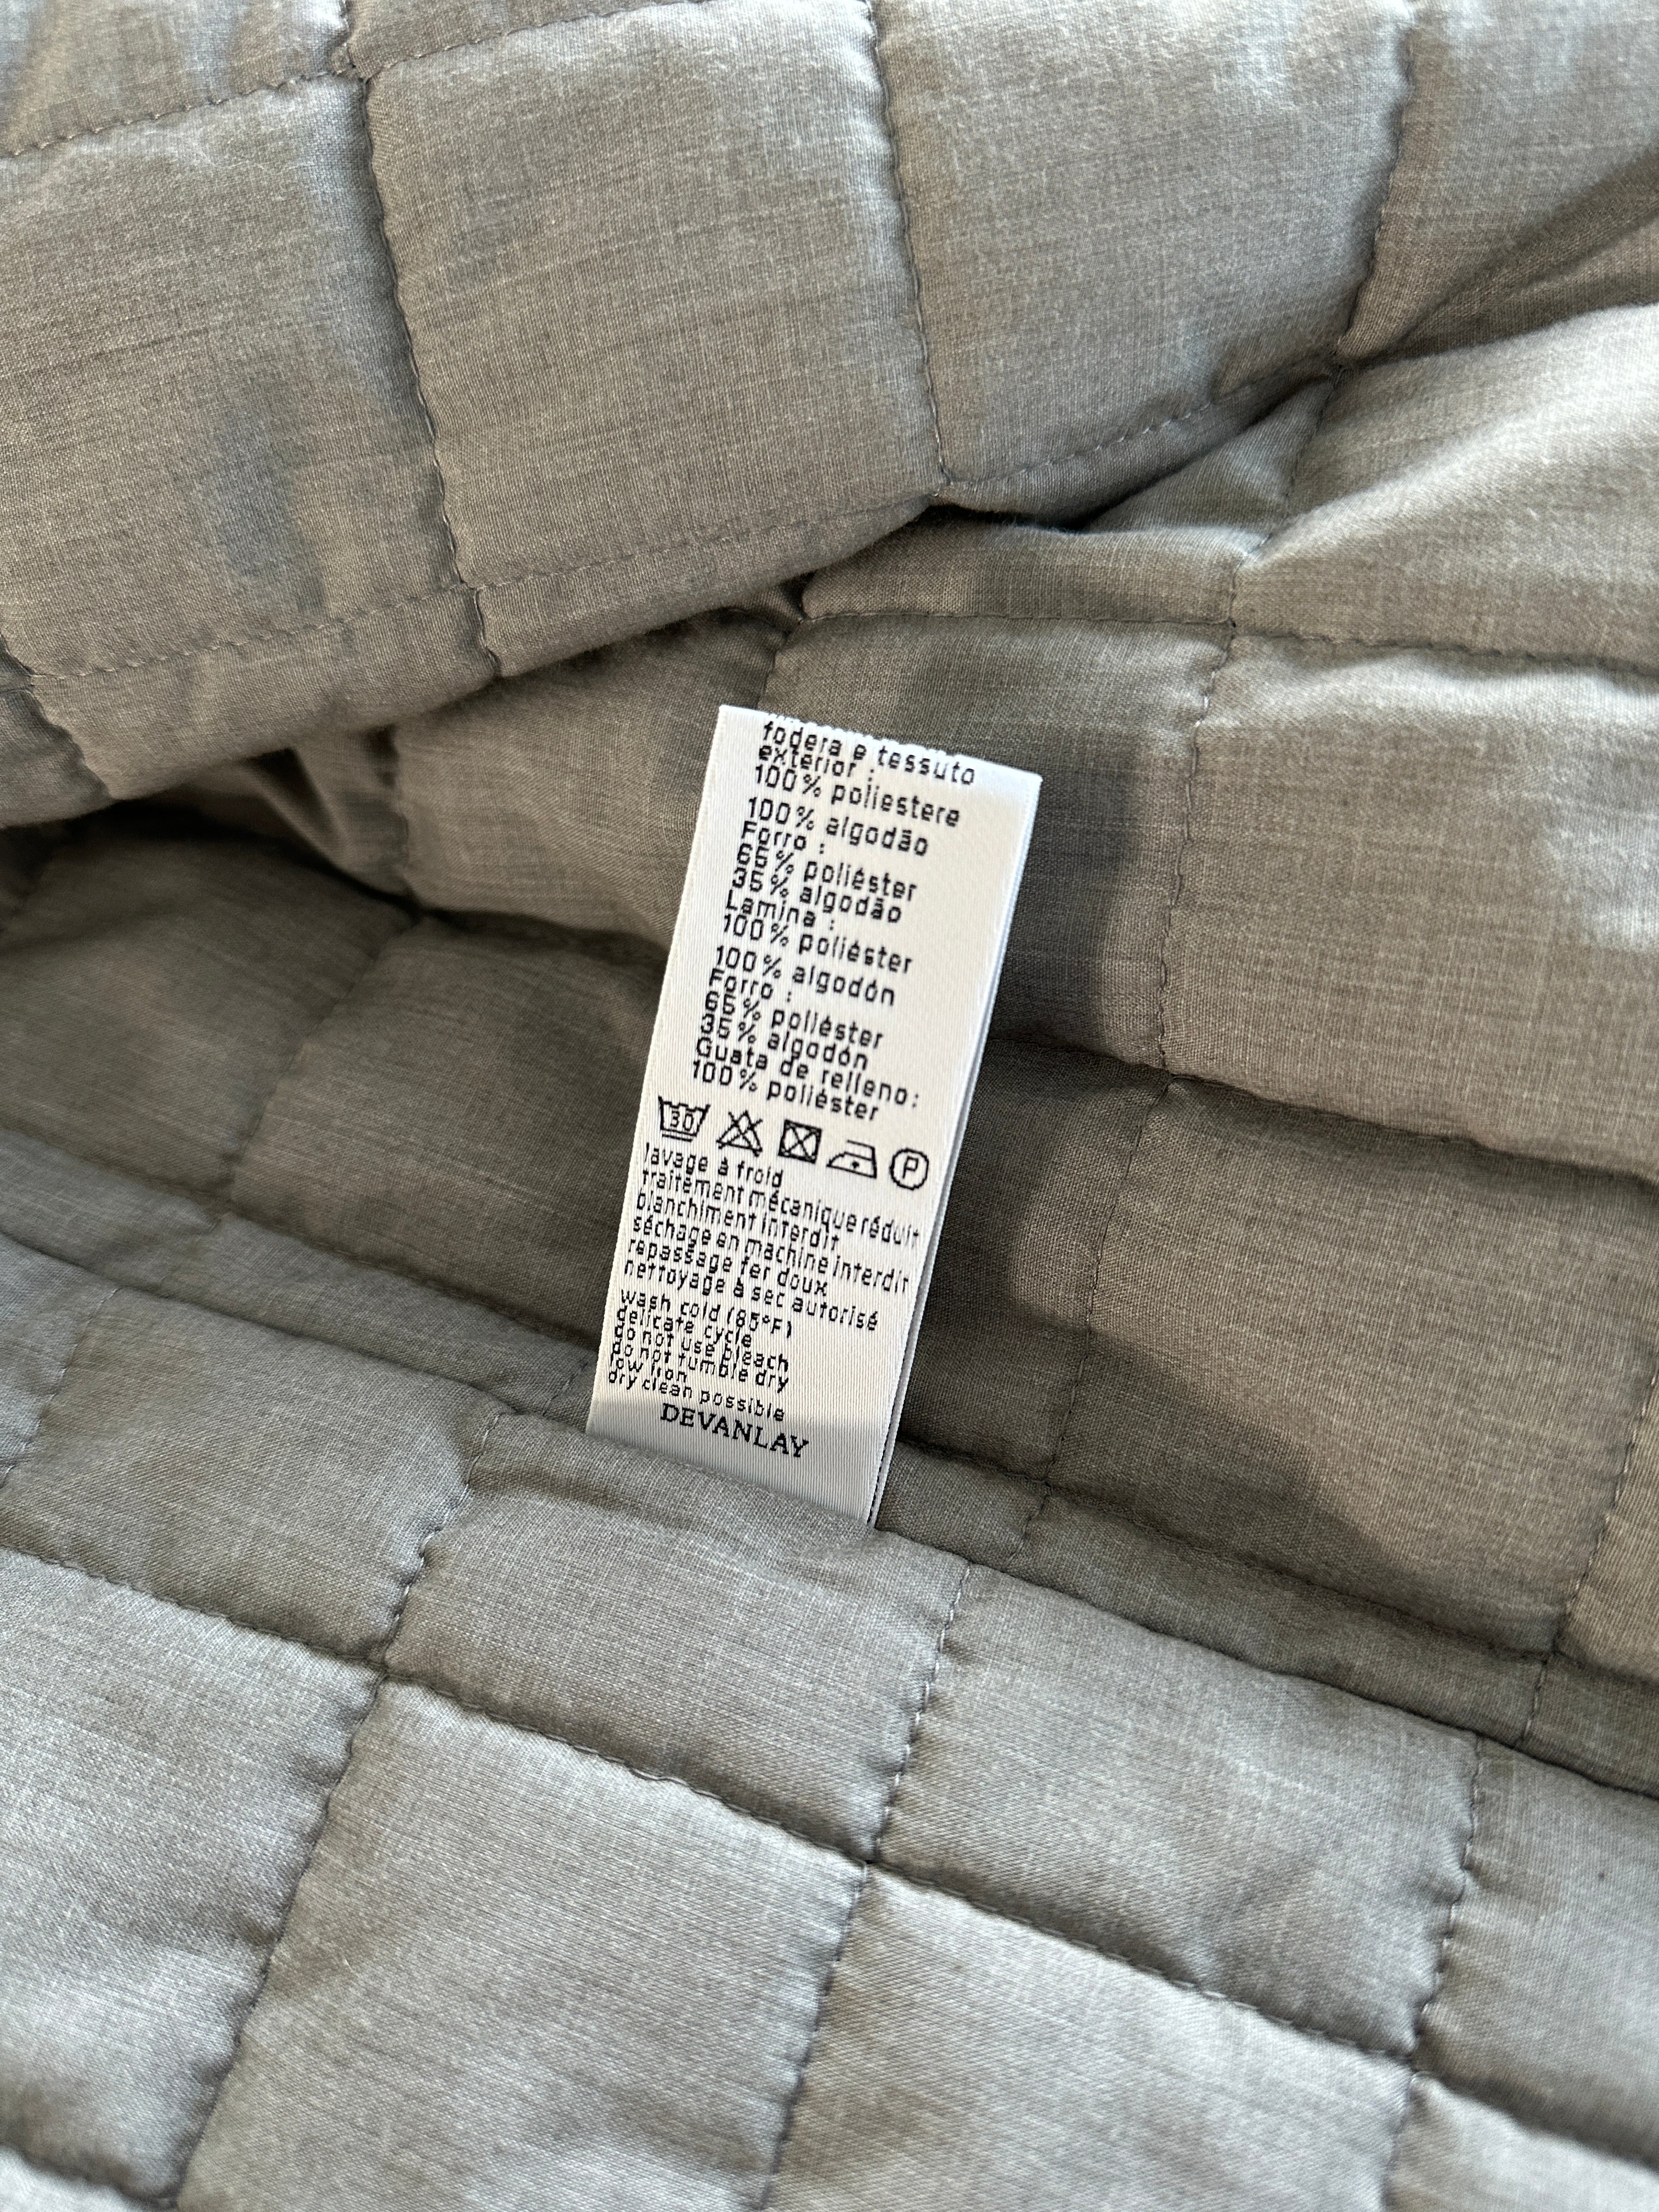 fodera e tessuto
exterior :
100% poliestere
100% algodão
Forro :
65% poliéster
35% algodão
Lamina :
100% poliéster
100% algodón
Forro :
65% poliéster
35% algodón
Guata de relleno:
100% poliéster
30 P
lavage à froid
traitement mécanique réduit
blanchiment interdit
séchage en machine interdit
repassage fer doux
nettoyage à sec autorisé
wash cold (85°F)
delicate cycle
do not use bleach
do not tumble dry
low iron
dry clean possible
DEVANLAY